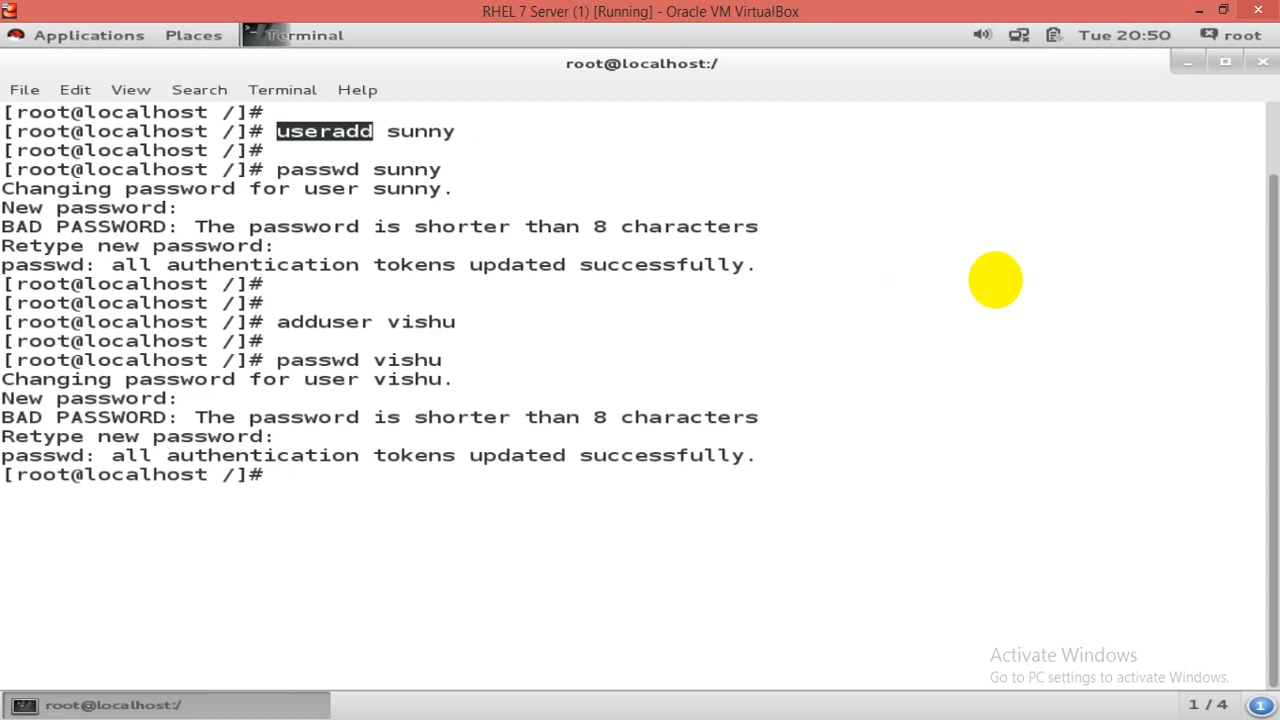 RHEL 7 Server (1) [Running] - Oracle VM VirtualBox
Applications Places Terminal Tue 20:50 root
root@localhost:/
File Edit View Search Terminal Help
[root@localhost /]#
[root@localhost /]# useradd sunny
[root@localhost /]#
[root@localhost /]# passwd sunny
Changing password for user sunny.
New password:
BAD PASSWORD: The password is shorter than 8 characters
Retype new password:
passwd: all authentication tokens updated successfully.
[root@localhost /]#
[root@localhost /]#
[root@localhost /]# adduser vishu
[root@localhost /]#
[root@localhost /]# passwd vishu
Changing password for user vishu.
New password:
BAD PASSWORD: The password is shorter than 8 characters
Retype new password:
passwd: all authentication tokens updated successfully.
[root@localhost /]#
Activate Windows
Go to PC settings to activate Windows.
root@localhost:/ 1 / 4 1